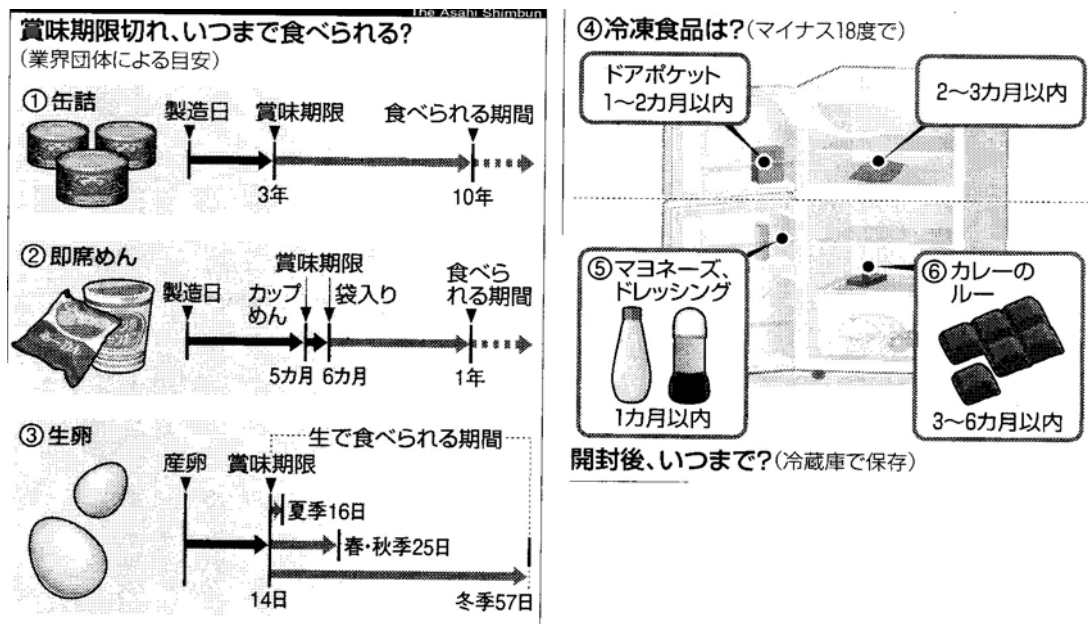 The Asahi Shimbun
賞味期限切れ、いつまで食べられる?
(業界団体による目安)
①缶詰
製造日
賞味期限
食べられる期間
3年
10年
②即席めん
製造日
賞味期限
カップ
めん
袋入り
食べら
れる期間
5カ月
6カ月
1年
③生卵
産卵
賞味期限
生で食べられる期間
夏季16日
春・秋季25日
14日
冬季57日
④冷凍食品は?(マイナス18度で)
ドアポケット
1〜2カ月以内
2〜3カ月以内
⑤マヨネーズ、
ドレッシング
1カ月以内
⑥カレーの
ルー
3〜6カ月以内
開封後、いつまで?(冷蔵庫で保存)